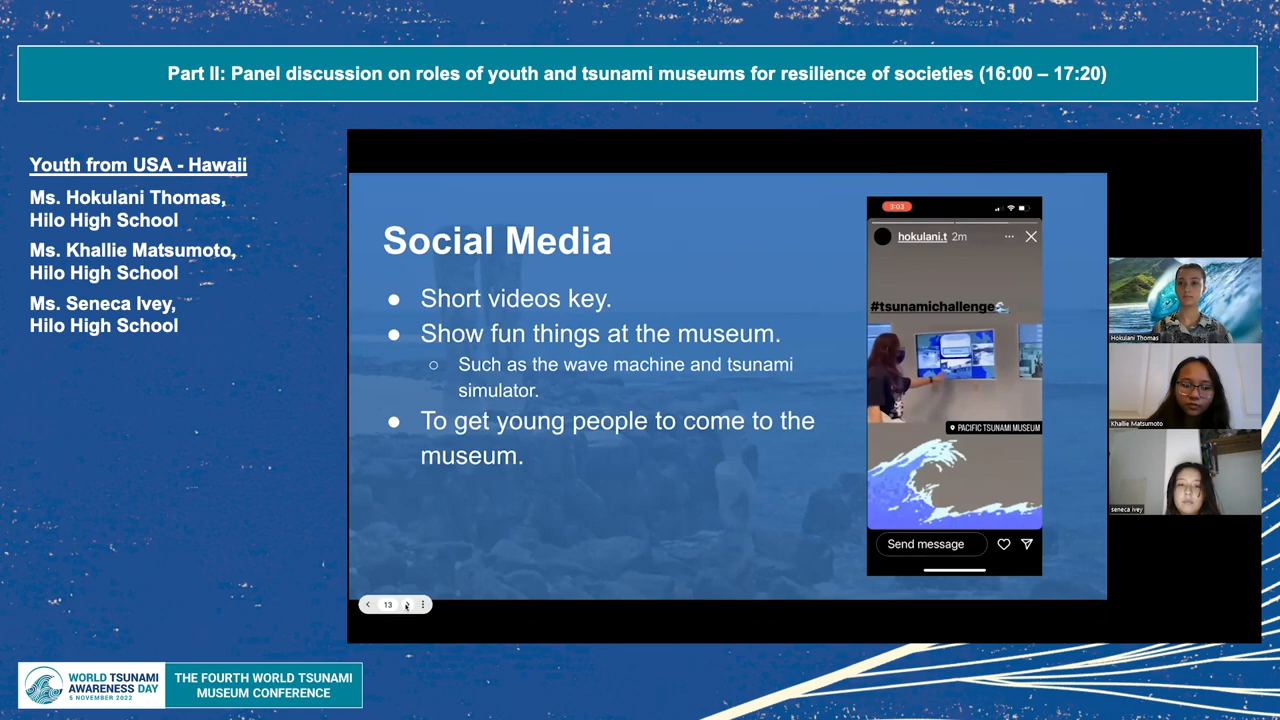 Part II: Panel discussion on roles of youth and tsunami museums for resilience of societies (16:00 – 17:20)
Youth from USA - Hawaii
Ms. Hokulani Thomas,
Hilo High School
Ms. Khallie Matsumoto,
Hilo High School
Ms. Seneca Ivey,
Hilo High School
Social Media
● Short videos key.
● Show fun things at the museum.
○ Such as the wave machine and tsunami
simulator.
● To get young people to come to the
museum.
3:03
hokulani.t 2m
#tsunamichallenge🌊
PACIFIC TSUNAMI MUSEUM
Send message
Hokulani Thomas
Khallie Matsumoto
seneca ivey
13
WORLD TSUNAMI
AWARENESS DAY
5 NOVEMBER 2022
THE FOURTH WORLD TSUNAMI
MUSEUM CONFERENCE